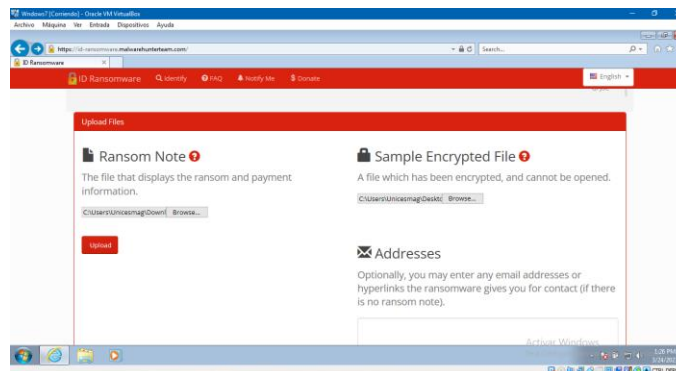 Windows7 [Corriendo] - Oracle VM VirtualBox
Archivo Máquina Ver Entrada Dispositivos Ayuda
https://id-ransomware.malwarehunterteam.com/
Search...
ID Ransomware
ID Ransomware Identify FAQ Notify Me Donate
English
Upload Files
Ransom Note
The file that displays the ransom and payment
information.
C:\Users\Unicesmag\Downl Browse...
Upload
Sample Encrypted File
A file which has been encrypted, and cannot be opened.
C:\Users\Unicesmag\Deskto Browse...
Addresses
Optionally, you may enter any email addresses or
hyperlinks the ransomware gives you for contact (if there
is no ransom note).
Activar Windows